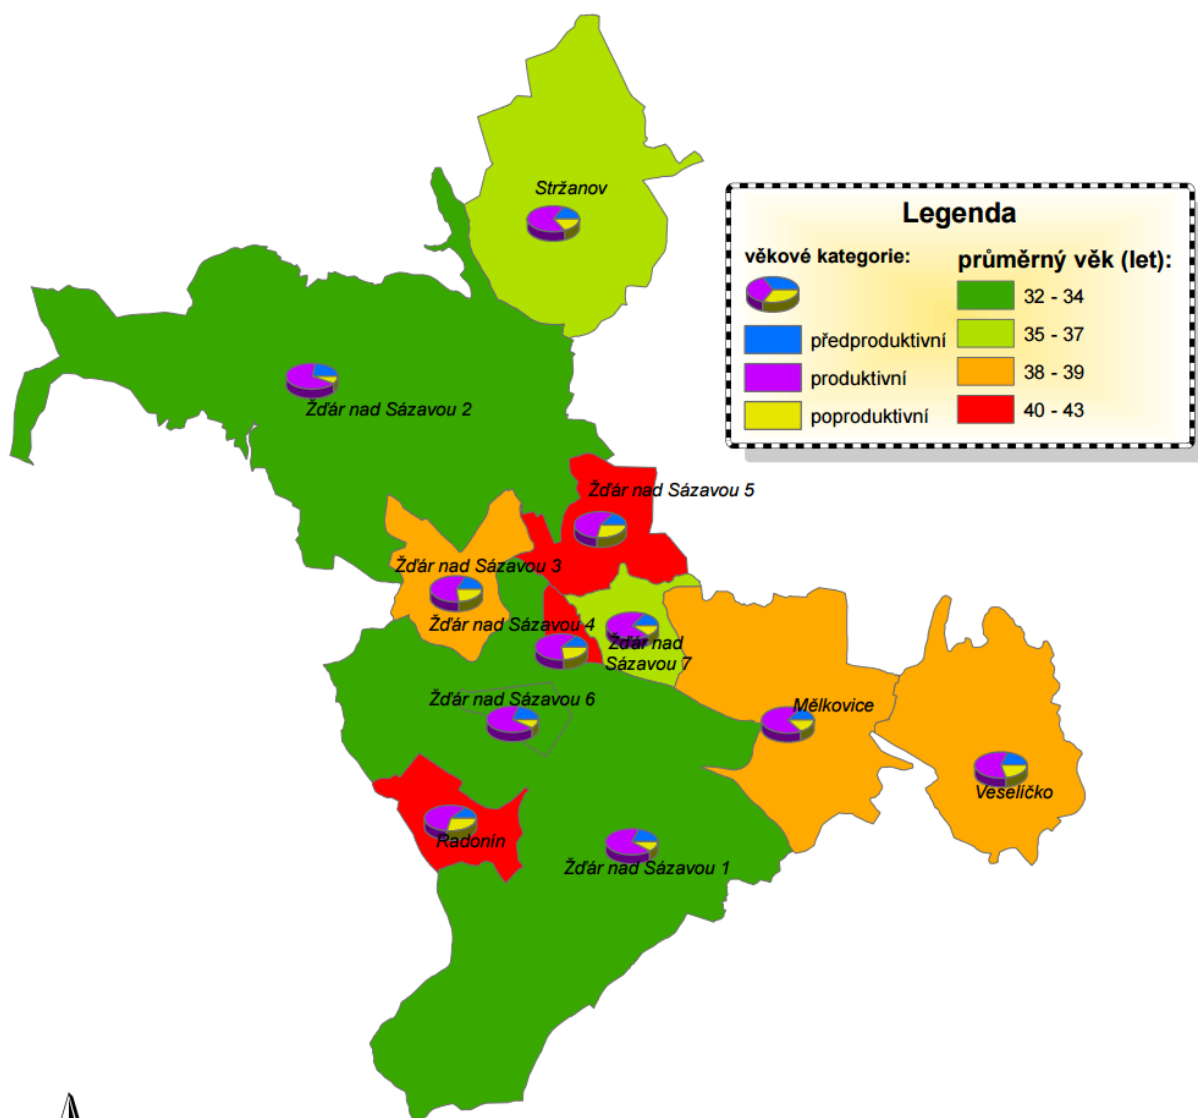 Stržanov
Legenda
věkové kategorie:
předproduktivní
produktivní
poproduktivní
průměrný věk (let):
32 - 34
35 - 37
38 - 39
40 - 43
Žďár nad Sázavou 2
Žďár nad Sázavou 5
Žďár nad Sázavou 3
Žďár nad Sázavou 4
Žďár nad
Sázavou 7
Žďár nad Sázavou 6
Mělkovice
Veselíčko
Radonín
Žďár nad Sázavou 1